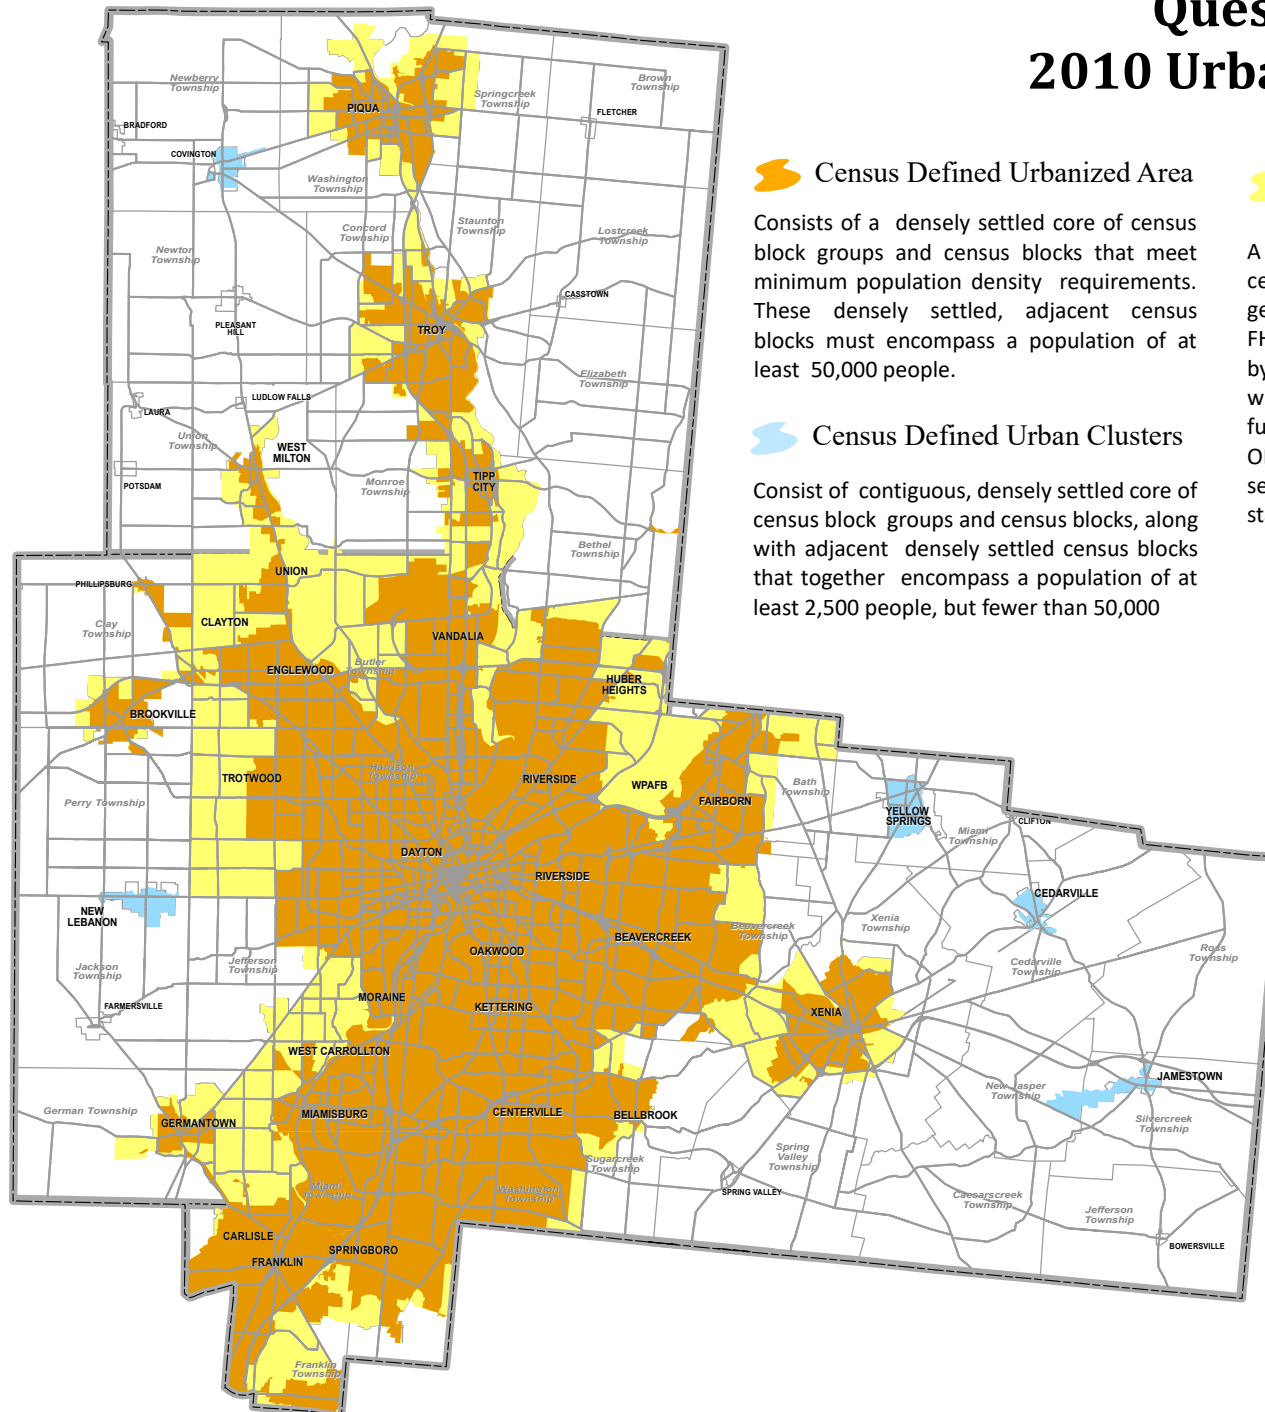 Ques
2010 Urba
Census Defined Urbanized Area
Consists of a densely settled core of census
block groups and census blocks that meet
minimum population density requirements.
These densely settled, adjacent census
blocks must encompass a population of at
least 50,000 people.
Census Defined Urban Clusters
Consist of contiguous, densely settled core of
census block groups and census blocks, along
with adjacent densely settled census blocks
that together encompass a population of at
least 2,500 people, but fewer than 50,000
A
ce
ge
FH
by
w
fu
se
st
Newberry
Township
PIQUA
Springcreek
Township
Brown
Township
FLETCHER
BRADFORD
COVINGTON
Washington
Township
Newton
Township
Concord
Township
Staunton
Township
Lostcreek
Township
CASSTOWN
PLEASANT
HILL
TROY
Elizabeth
Township
LAURA
LUDLOW FALLS
Union
Township
WEST
MILTON
POTSDAM
Monroe
Township
TIPP
CITY
Bethel
Township
PHILLIPSBURG
UNION
Clay
Township
CLAYTON
VANDALIA
ENGLEWOOD
Butler
Township
HUBER
HEIGHTS
BROOKVILLE
TROTWOOD
Harrison
Township
RIVERSIDE
WPAFB
FAIRBORN
Bath
Township
Perry Township
YELLOW
SPRINGS
CLIFTON
Miami
Township
DAYTON
RIVERSIDE
CEDARVILLE
NEW
LEBANON
Beavercreek
Township
Xenia
Township
BEAVERCREEK
OAKWOOD
Ross
Township
Jackson
Township
Jefferson
Township
Cedarville
Township
MORAINE
KETTERING
FARMERSVILLE
XENIA
WEST CARROLLTON
JAMESTOWN
New Jasper
Township
German Township
GERMANTOWN
MIAMISBURG
CENTERVILLE
BELLBROOK
Silvercreek
Township
Sugarcreek
Township
Spring
Valley
Township
Miami
Township
Washington
Township
SPRING VALLEY
Caesarscreek
Township
Jefferson
Township
CARLISLE
SPRINGBORO
FRANKLIN
BOWERSVILLE
Franklin
Township